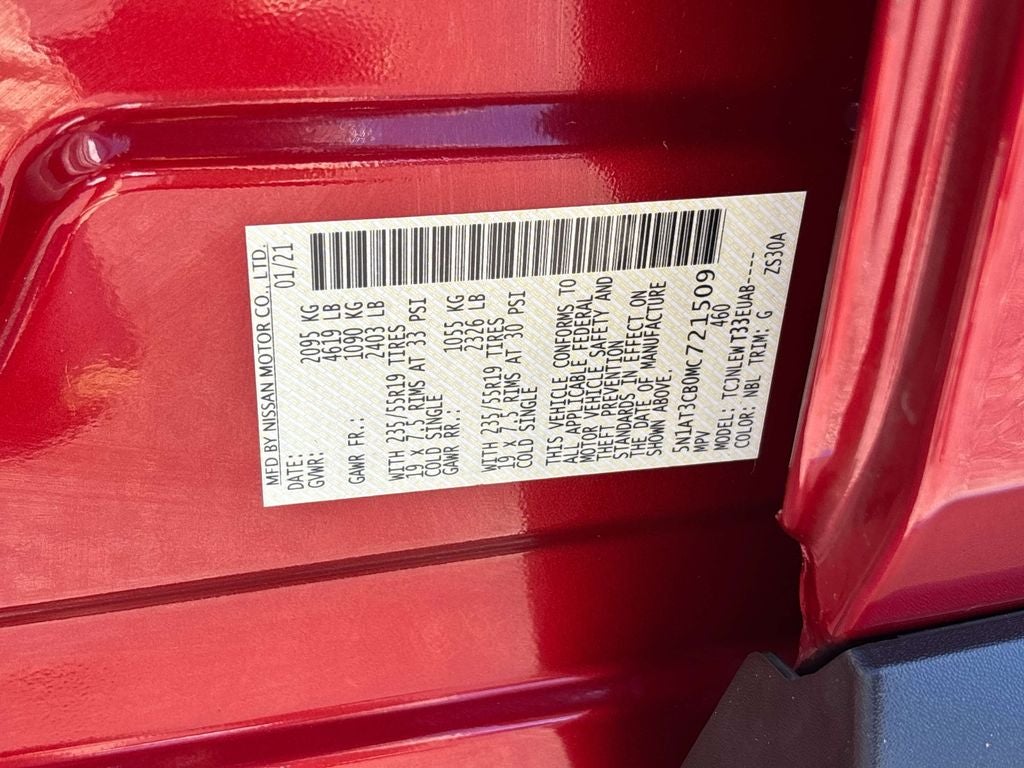 MFD BY NISSAN MOTOR CO., LTD.
DATE: 01/21
GVWR: 2095 KG
4619 LB
GAWR FR.: 1090 KG
2403 LB
WITH 235/55R19 TIRES
19 X 7.5 RIMS AT 33 PSI
COLD SINGLE
GAWR RR.: 1055 KG
2326 LB
WITH 235/55R19 TIRES
19 X 7.5 RIMS AT 30 PSI
COLD SINGLE
THIS VEHICLE CONFORMS TO
ALL APPLICABLE FEDERAL
MOTOR VEHICLE SAFETY AND
THEFT PREVENTION
STANDARDS IN EFFECT ON
THE DATE OF MANUFACTURE
SHOWN ABOVE.
5N1AT3CB0MC721509
MPV 460
MODEL: TCJNLEWT33EUAB----
COLOR: NBL TRIM: G ZS30A